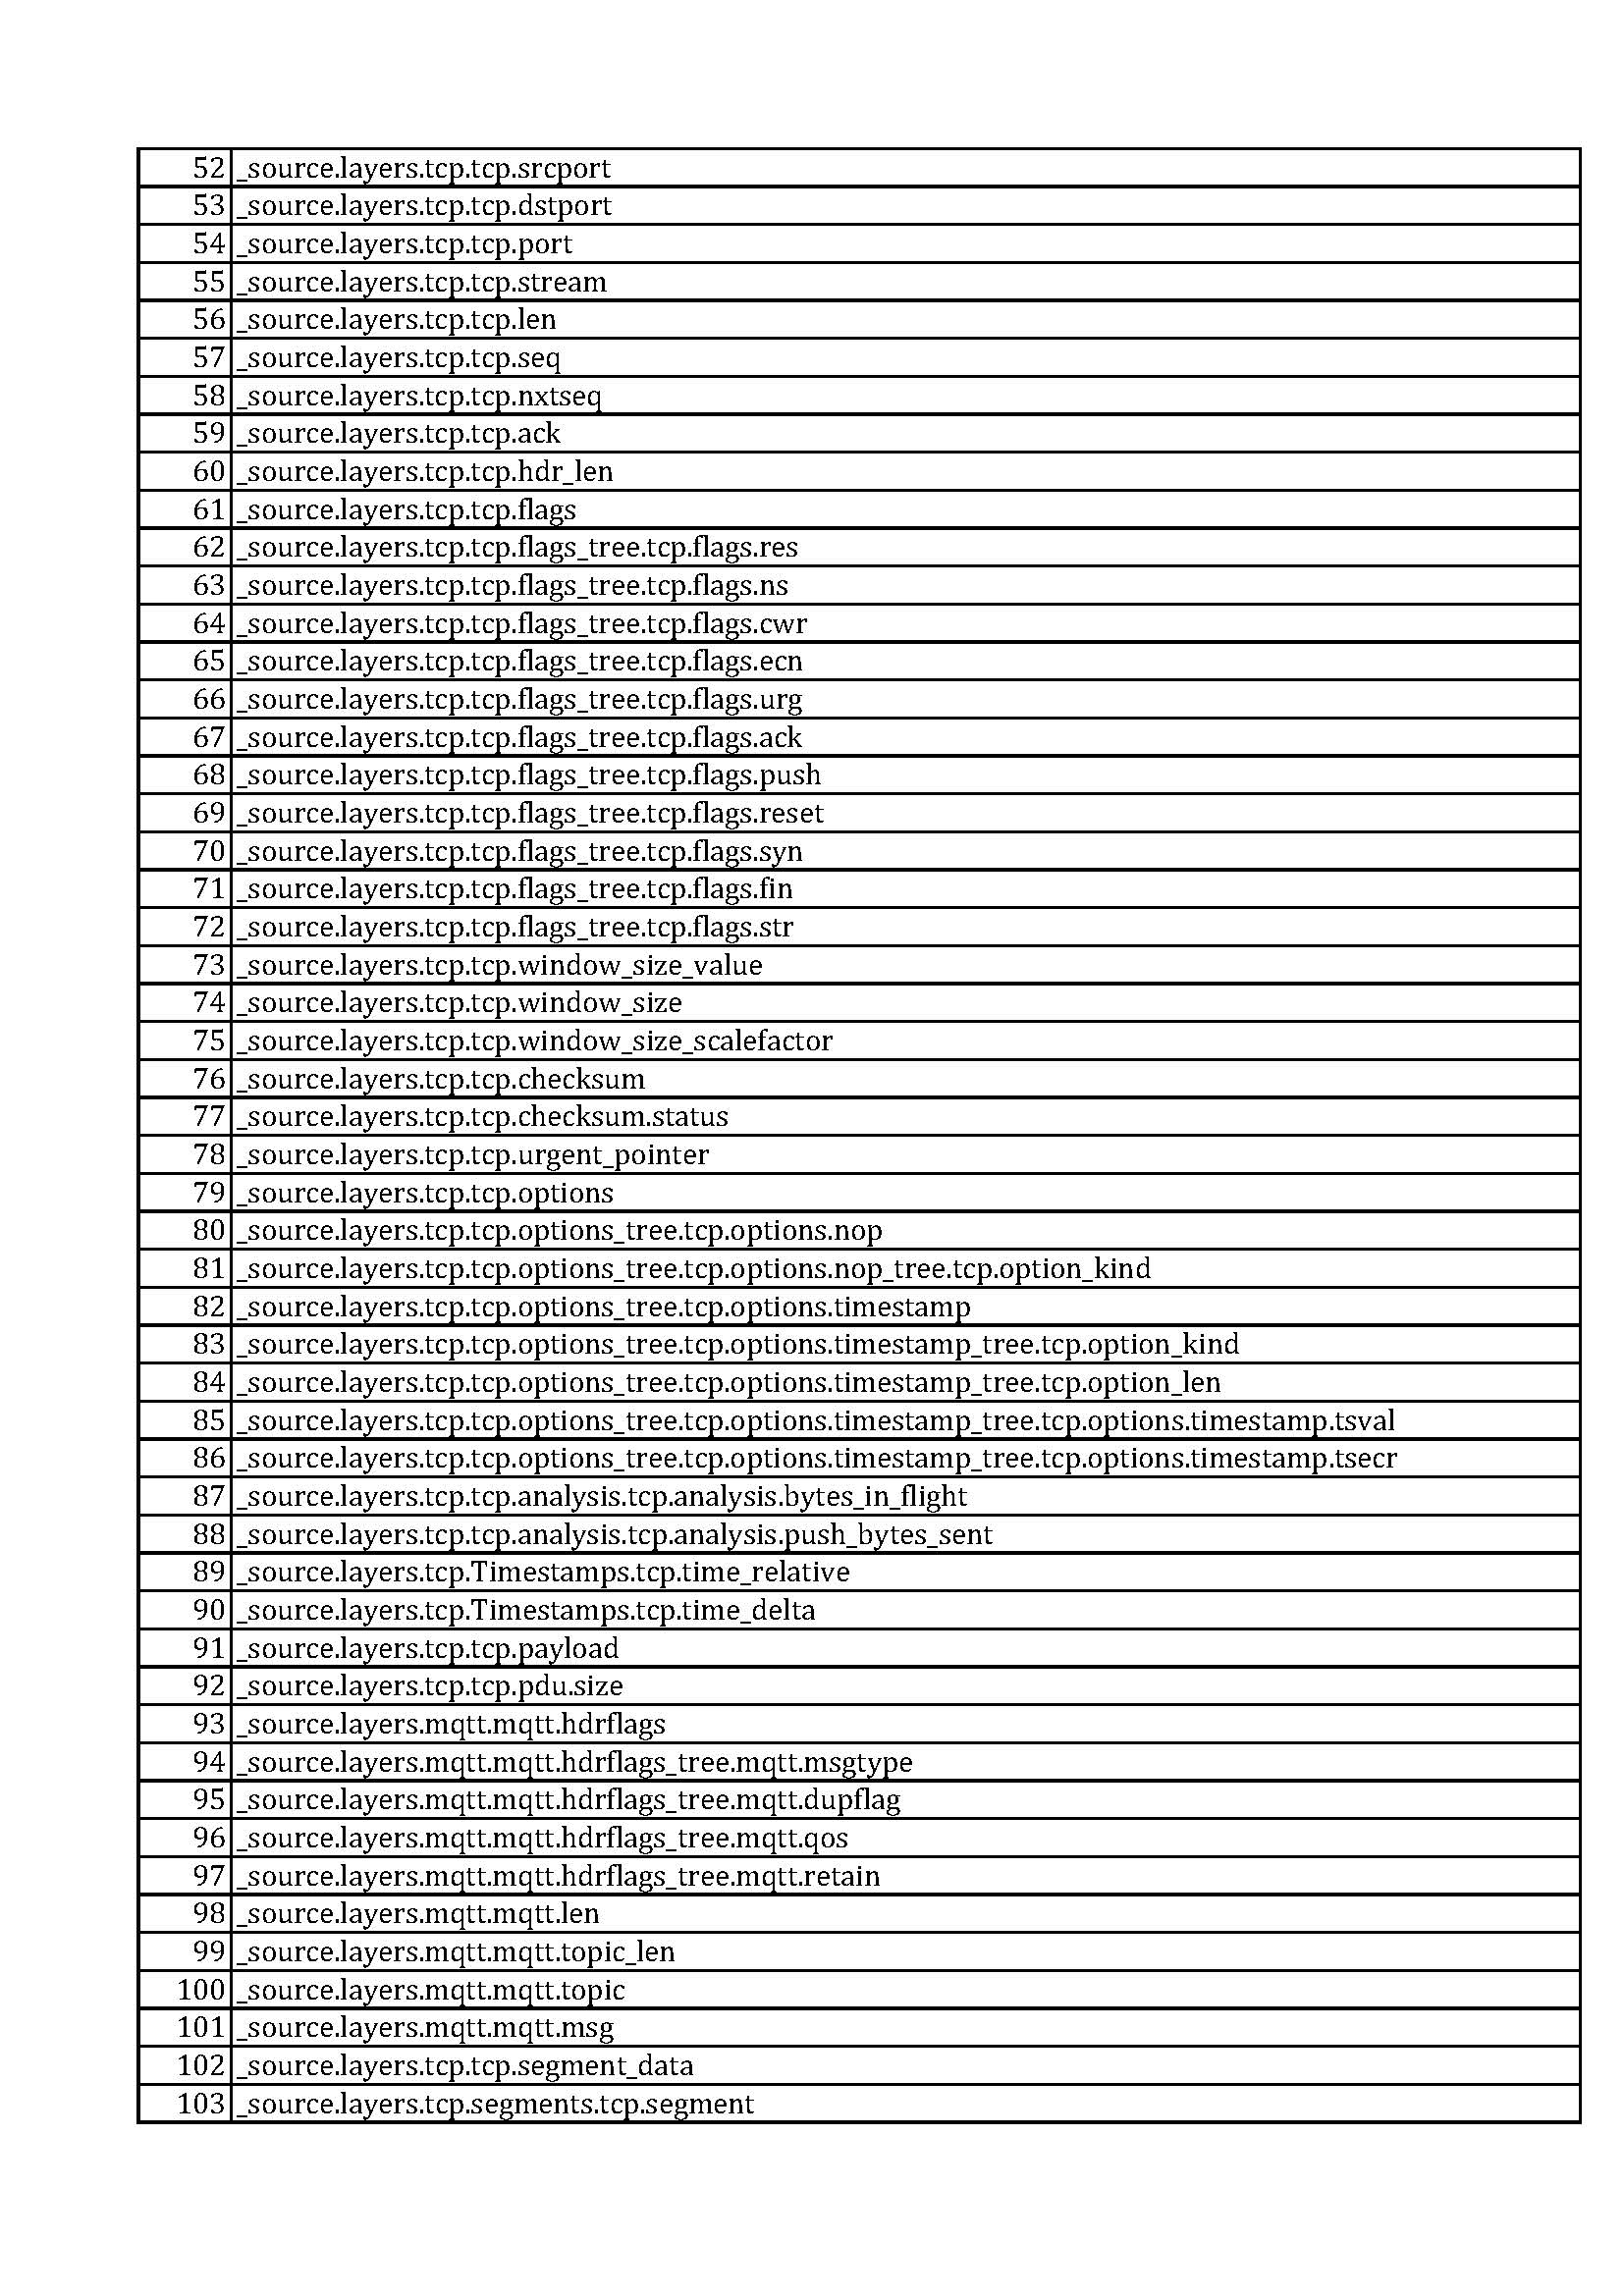 52 _source.layers.tcp.tcp.srcport
53 _source.layers.tcp.tcp.dstport
54 _source.layers.tcp.tcp.port
55 _source.layers.tcp.tcp.stream
56 _source.layers.tcp.tcp.len
57 _source.layers.tcp.tcp.seq
58 _source.layers.tcp.tcp.nxtseq
59 _source.layers.tcp.tcp.ack
60 _source.layers.tcp.tcp.hdr_len
61 _source.layers.tcp.tcp.flags
62 _source.layers.tcp.tcp.flags_tree.tcp.flags.res
63 _source.layers.tcp.tcp.flags_tree.tcp.flags.ns
64 _source.layers.tcp.tcp.flags_tree.tcp.flags.cwr
65 _source.layers.tcp.tcp.flags_tree.tcp.flags.ecn
66 _source.layers.tcp.tcp.flags_tree.tcp.flags.urg
67 _source.layers.tcp.tcp.flags_tree.tcp.flags.ack
68 _source.layers.tcp.tcp.flags_tree.tcp.flags.push
69 _source.layers.tcp.tcp.flags_tree.tcp.flags.reset
70 _source.layers.tcp.tcp.flags_tree.tcp.flags.syn
71 _source.layers.tcp.tcp.flags_tree.tcp.flags.fin
72 _source.layers.tcp.tcp.flags_tree.tcp.flags.str
73 _source.layers.tcp.tcp.window_size_value
74 _source.layers.tcp.tcp.window_size
75 _source.layers.tcp.tcp.window_size_scalefactor
76 _source.layers.tcp.tcp.checksum
77 _source.layers.tcp.tcp.checksum.status
78 _source.layers.tcp.tcp.urgent_pointer
79 _source.layers.tcp.tcp.options
80 _source.layers.tcp.tcp.options_tree.tcp.options.nop
81 _source.layers.tcp.tcp.options_tree.tcp.options.nop_tree.tcp.option_kind
82 _source.layers.tcp.tcp.options_tree.tcp.options.timestamp
83 _source.layers.tcp.tcp.options_tree.tcp.options.timestamp_tree.tcp.option_kind
84 _source.layers.tcp.tcp.options_tree.tcp.options.timestamp_tree.tcp.option_len
85 _source.layers.tcp.tcp.options_tree.tcp.options.timestamp_tree.tcp.options.timestamp.tsval
86 _source.layers.tcp.tcp.options_tree.tcp.options.timestamp_tree.tcp.options.timestamp.tsecr
87 _source.layers.tcp.tcp.analysis.tcp.analysis.bytes_in_flight
88 _source.layers.tcp.tcp.analysis.tcp.analysis.push_bytes_sent
89 _source.layers.tcp.Timestamps.tcp.time_relative
90 _source.layers.tcp.Timestamps.tcp.time_delta
91 _source.layers.tcp.tcp.payload
92 _source.layers.tcp.tcp.pdu.size
93 _source.layers.mqtt.mqtt.hdrflags
94 _source.layers.mqtt.mqtt.hdrflags_tree.mqtt.msgtype
95 _source.layers.mqtt.mqtt.hdrflags_tree.mqtt.dupflag
96 _source.layers.mqtt.mqtt.hdrflags_tree.mqtt.qos
97 _source.layers.mqtt.mqtt.hdrflags_tree.mqtt.retain
98 _source.layers.mqtt.mqtt.len
99 _source.layers.mqtt.mqtt.topic_len
100 _source.layers.mqtt.mqtt.topic
101 _source.layers.mqtt.mqtt.msg
102 _source.layers.tcp.tcp.segment_data
103 _source.layers.tcp.segments.tcp.segment